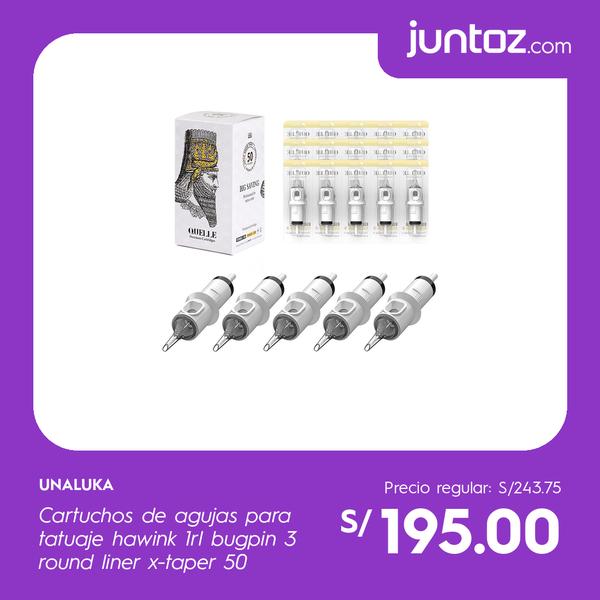 juntoz.com
50
BIG SAVING
QUELLE
UNALUKA
Cartuchos de agujas para
tatuaje hawink 1rl bugpin 3
round liner x-taper 50
Precio regular: S/243.75
S/195.00